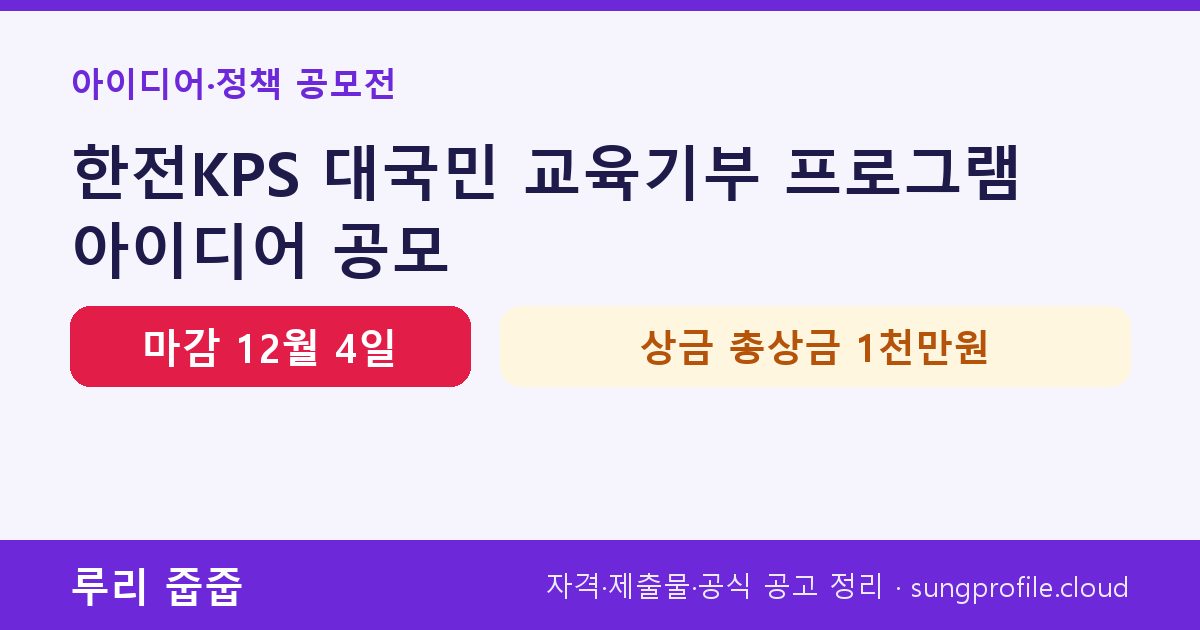 아이디어·정책 공모전
한전KPS 대국민 교육기부 프로그램
아이디어 공모
마감 12월 4일
상금 총상금 1천만원
루리 줍줍
자격·제출물·공식 공고 정리 · sungprofile.cloud